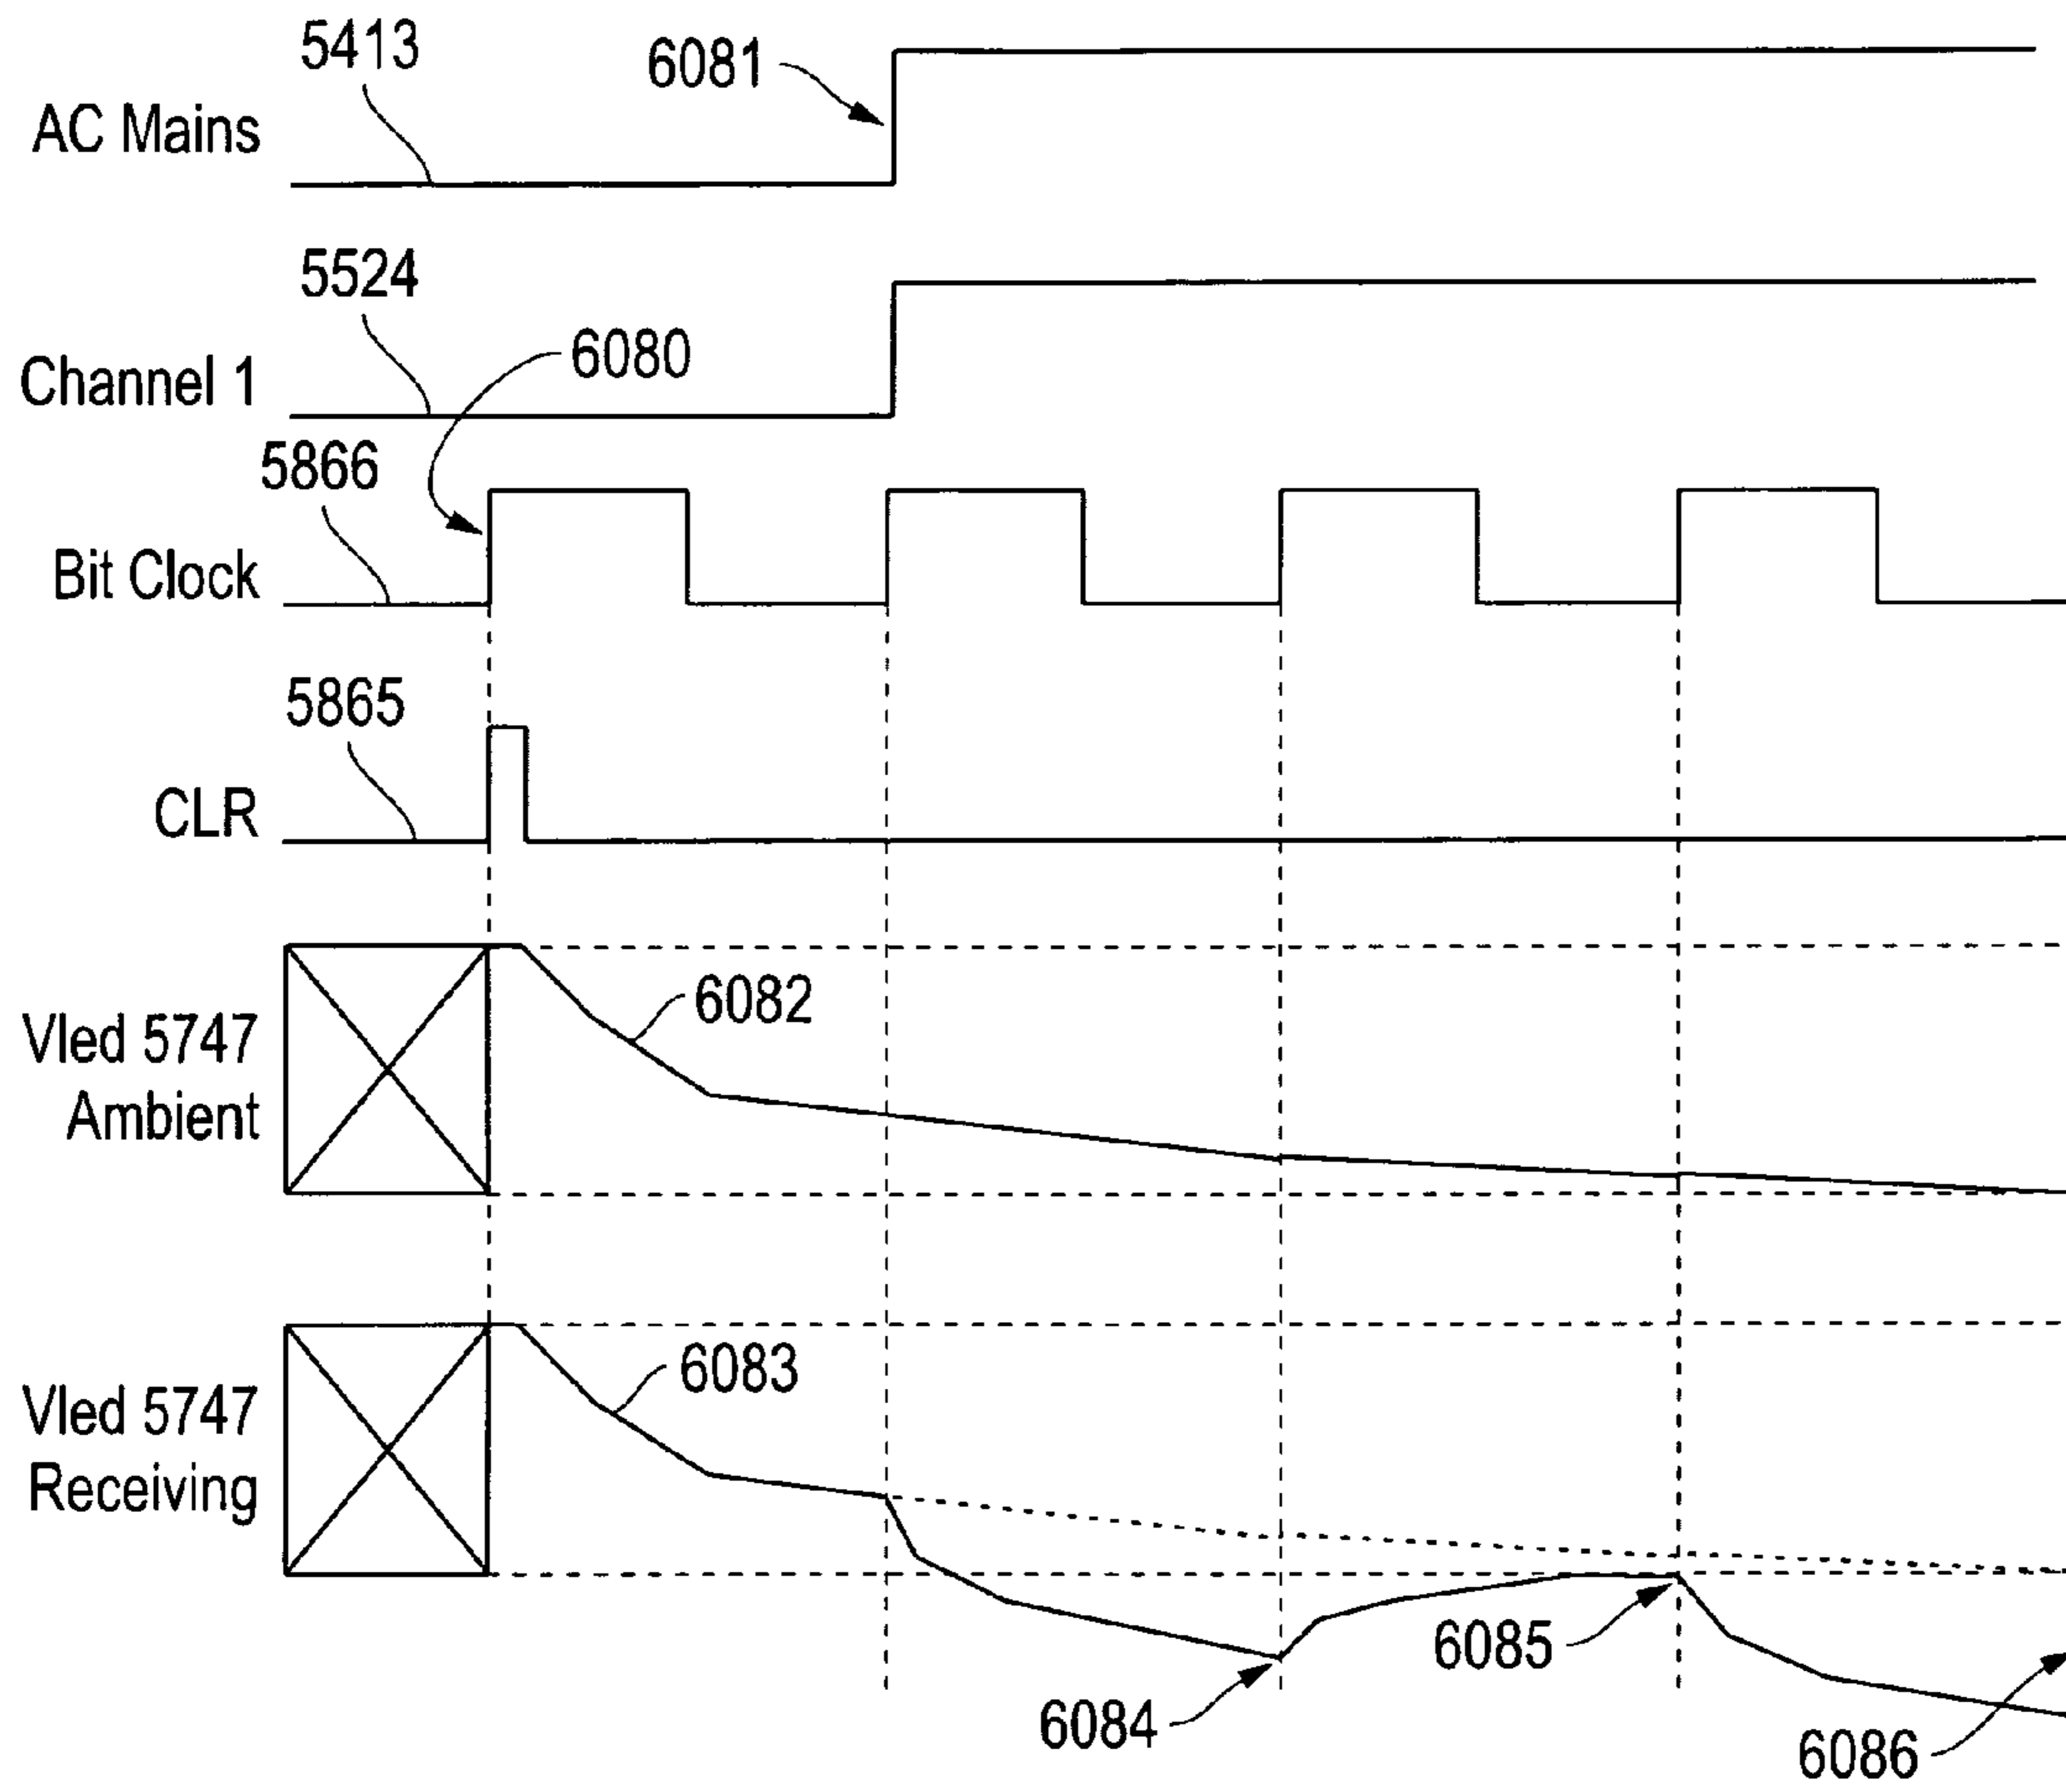 5413
6081
AC Mains
5524
6080
Channel 1
5866
Bit Clock
5865
CLR
6082
Vled 5747
Ambient
6083
Vled 5747
Receiving
6085
6084
6086